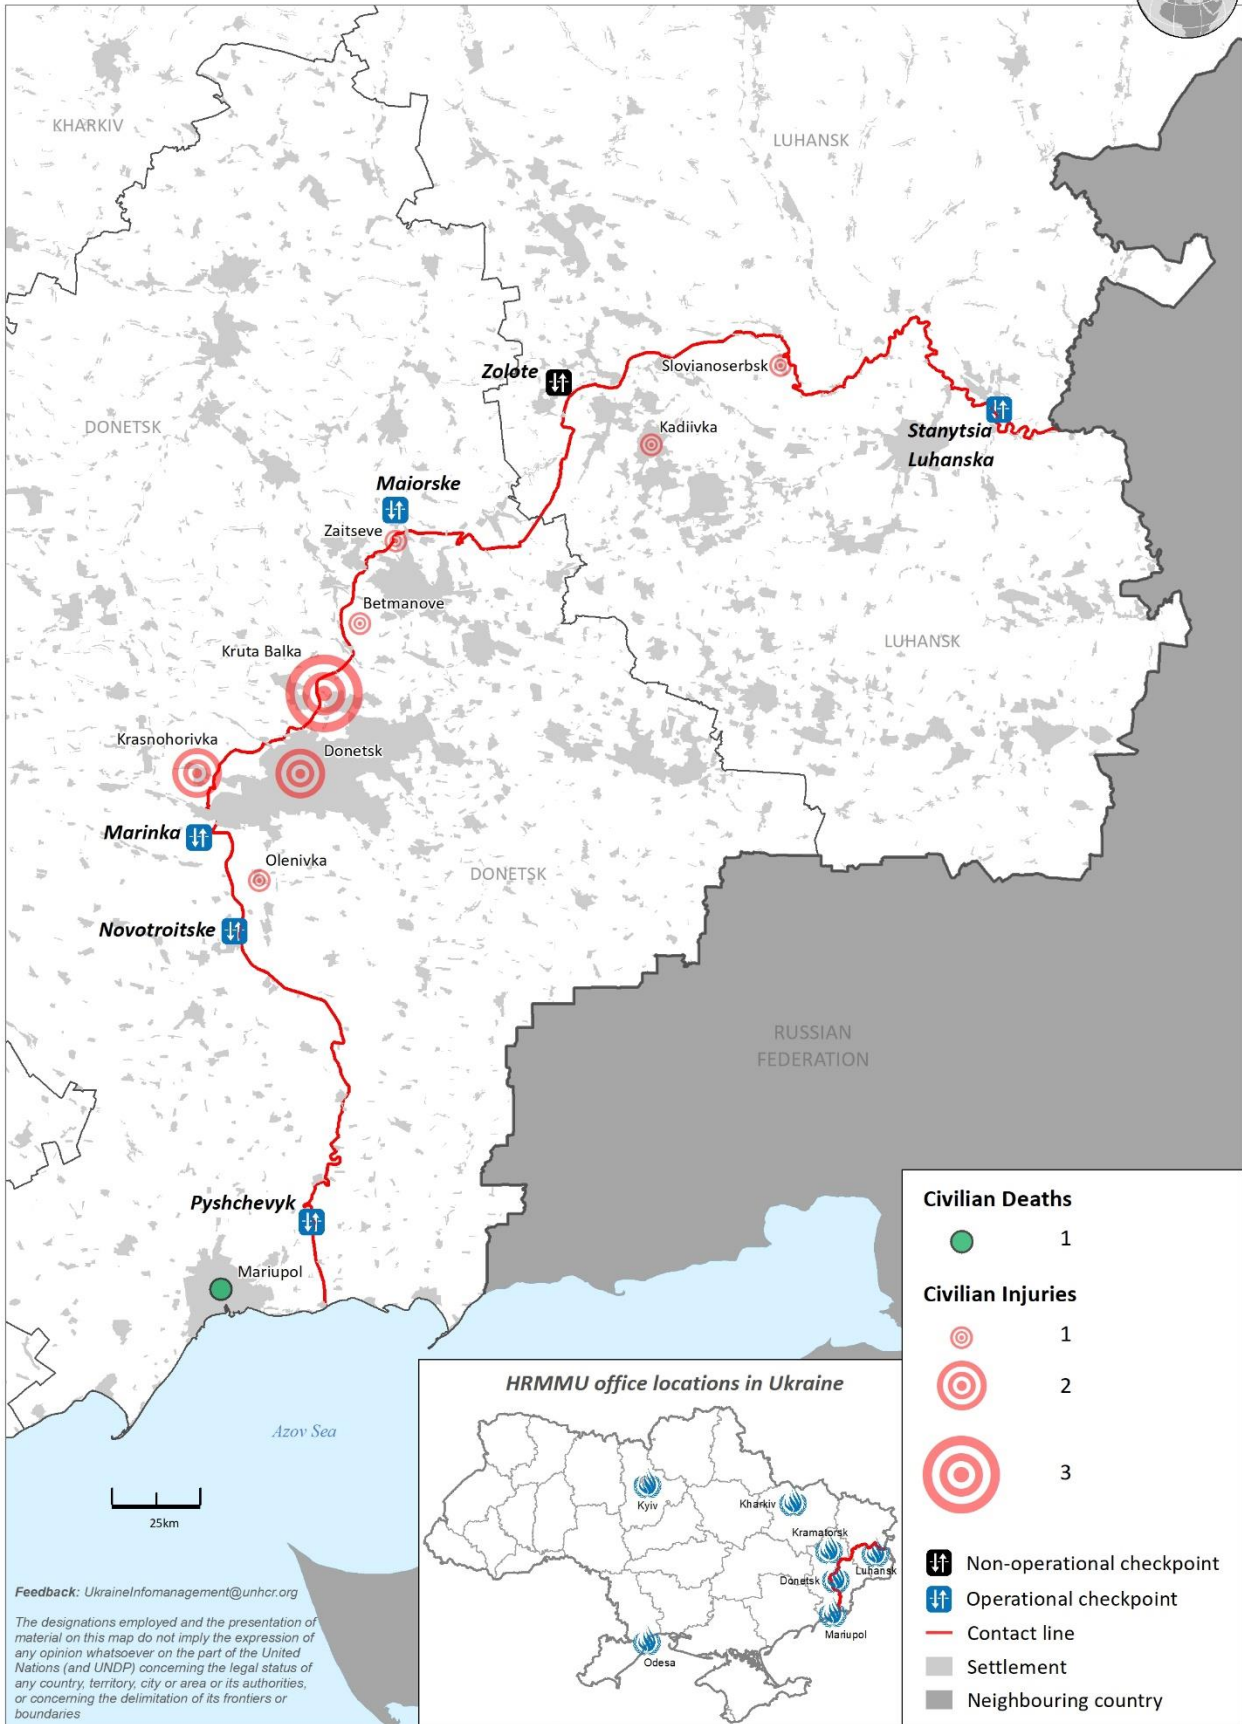 KHARKIV
LUHANSK
Zolote
Slovianoserbsk
Kadiivka
Stanytsia
Luhanska
DONETSK
Maiorske
Zaitseve
Betmanove
Kruta Balka
LUHANSK
Krasnohorivka
Donetsk
Marinka
Olenivka
DONETSK
Novotroitske
RUSSIAN
FEDERATION
Pyshchevyk
Mariupol
Azov Sea
25km
Feedback: UkraineInfomanagement@unhcr.org
The designations employed and the presentation of
material on this map do not imply the expression of
any opinion whatsoever on the part of the United
Nations (and UNDP) concerning the legal status of
any country, territory, city or area or its authorities,
or concerning the delimitation of its frontiers or
boundaries
HRMMU office locations in Ukraine
Kyiv
Kharkiv
Kramatorsk
Luhansk
Donetsk
Mariupol
Odesa
Civilian Deaths
1
Civilian Injuries
1
2
3
Non-operational checkpoint
Operational checkpoint
Contact line
Settlement
Neighbouring country